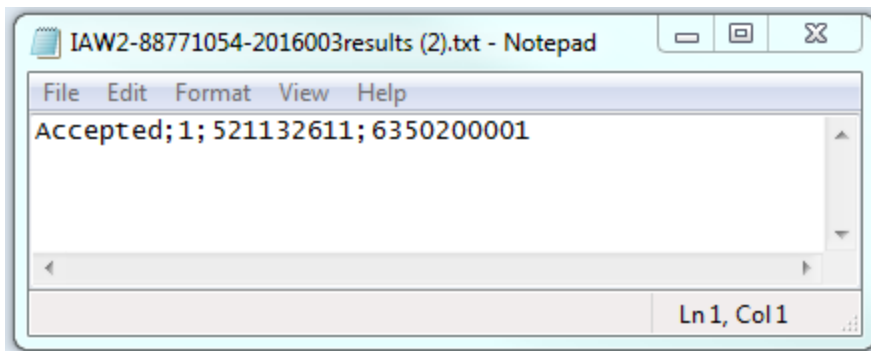 IAW2-88771054-2016003results (2).txt - Notepad
File Edit Format View Help
Accepted;1;521132611;6350200001
Ln 1, Col 1